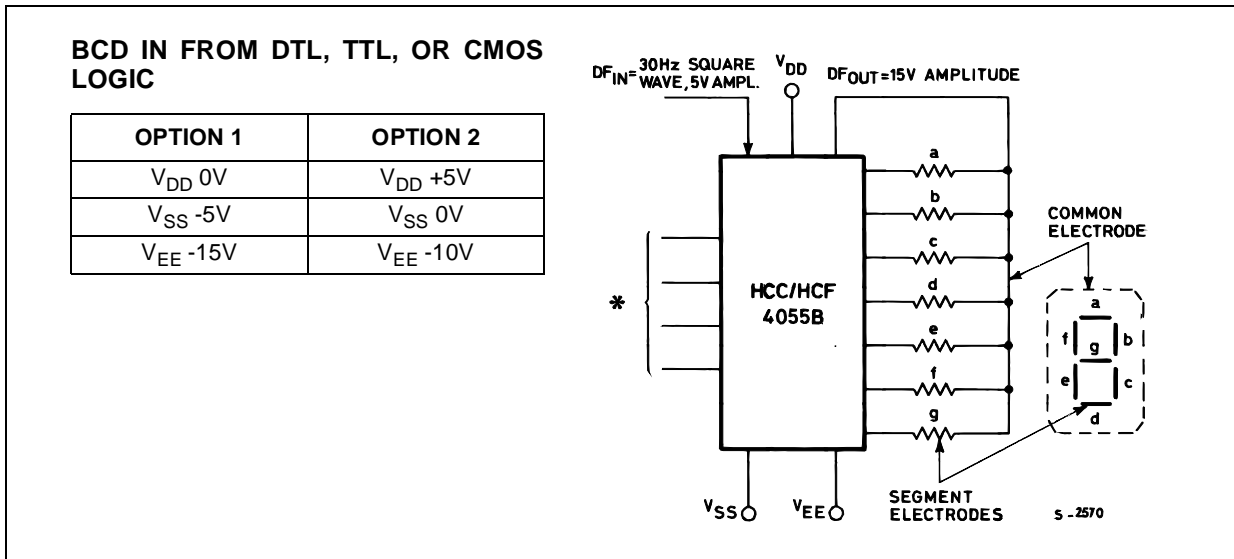 BCD IN FROM DTL, TTL, OR CMOS
LOGIC
OPTION 1 OPTION 2
VDD 0V VDD +5V
VSS -5V VSS 0V
VEE -15V VEE -10V
DFIN= 30Hz SQUARE
WAVE, 5V AMPL.
VDD
DFOUT=15V AMPLITUDE
*
HCC/HCF
4055B
a
b
c
d
e
f
g
COMMON
ELECTRODE
a
f g b
e c
d
VSS
VEE
SEGMENT
ELECTRODES
S-2570